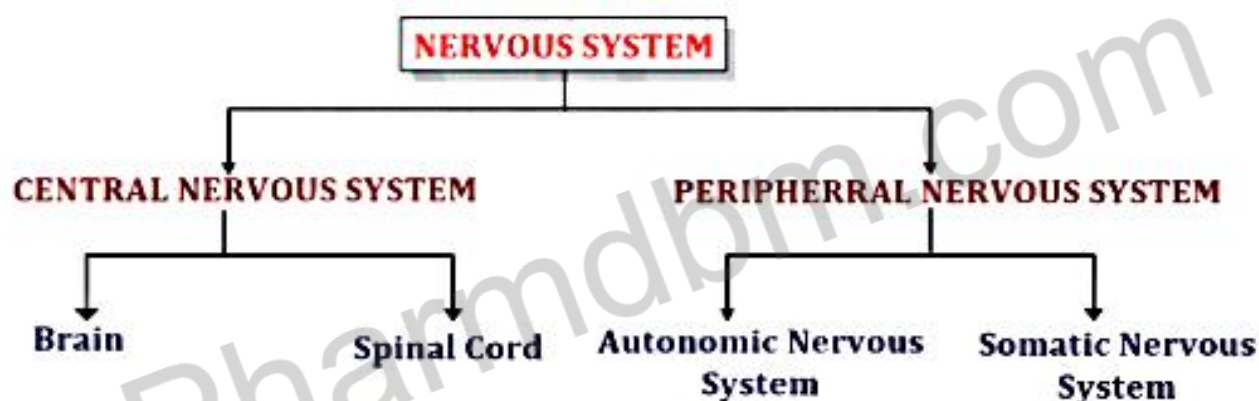 NERVOUS SYSTEM
CENTRAL NERVOUS SYSTEM
PERIPHERRAL NERVOUS SYSTEM
Brain
Spinal Cord
Autonomic Nervous
System
Somatic Nervous
System
Pharmdbm.com